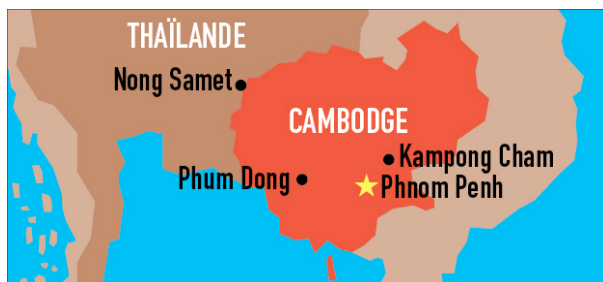 THAÏLANDE
Nong Samet
CAMBODGE
Kampong Cham
Phum Dong
Phnom Penh